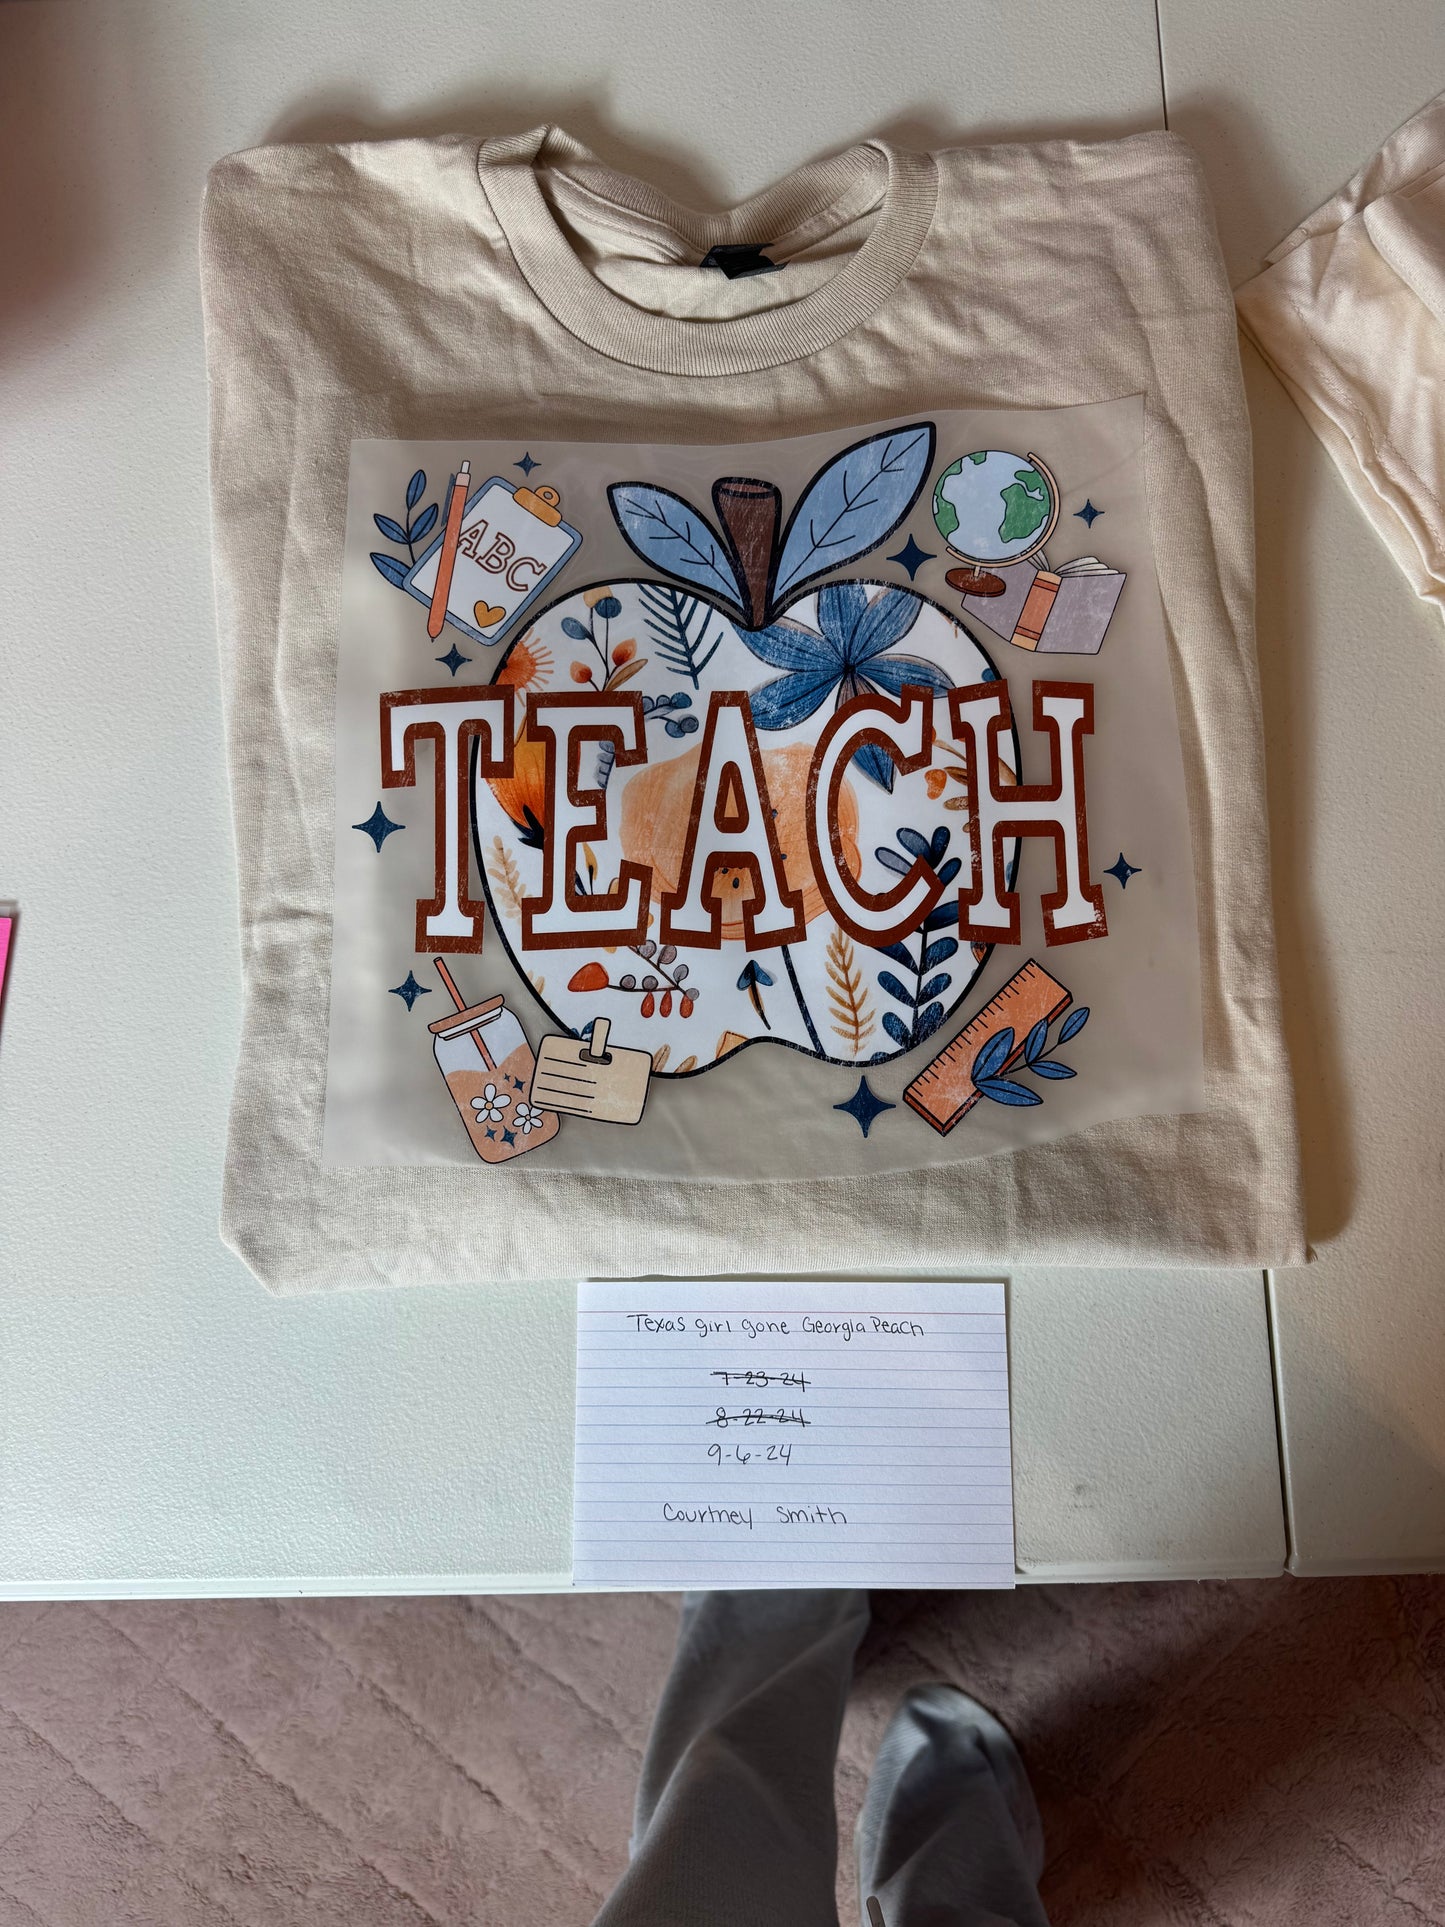 ABC
TEACH
Texas girl gone Georgia Peach
7-23-24
8-22-24
9-6-24
Courtney Smith